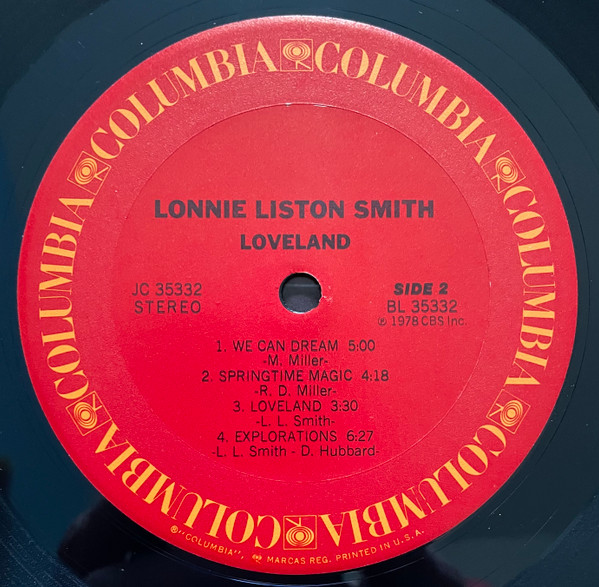 COLUMBIA COLUMBIA COLUMBIA COLUMBIA COLUMBIA COLUMBIA
LONNIE LISTON SMITH
LOVELAND
JC 35332
STEREO
SIDE 2
BL 35332
℗ 1978 CBS Inc.
1. WE CAN DREAM 5:00
-M. Miller-
2. SPRINGTIME MAGIC 4:18
-R. D. Miller-
3. LOVELAND 3:30
-L. L. Smith-
4. EXPLORATIONS 6:27
-L. L. Smith - D. Hubbard-
®"COLUMBIA", MARCAS REG. PRINTED IN U.S.A.